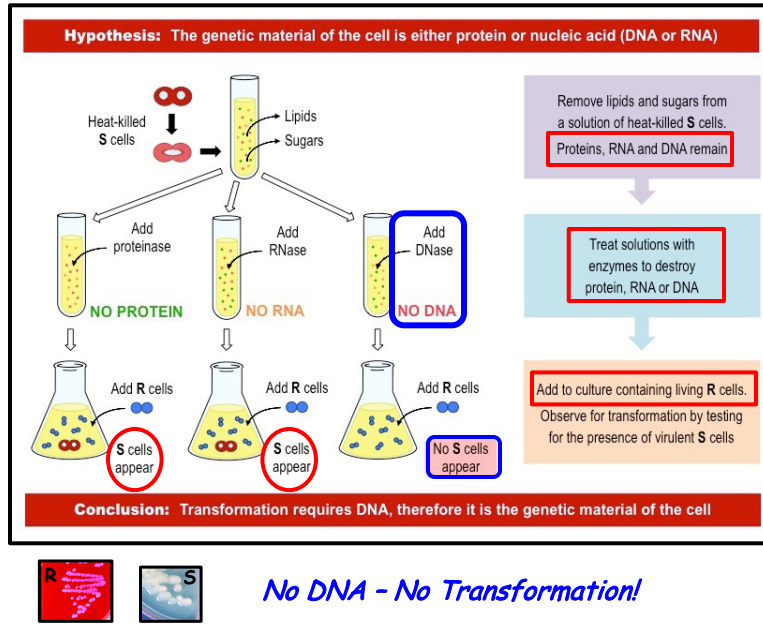 Hypothesis: The genetic material of the cell is either protein or nucleic acid (DNA or RNA)
Heat-killed
S cells
Lipids
Sugars
Remove lipids and sugars from
a solution of heat-killed S cells.
Proteins, RNA and DNA remain
Add
proteinase
NO PROTEIN
Add
RNase
NO RNA
Add
DNase
NO DNA
Treat solutions with
enzymes to destroy
protein, RNA or DNA
Add R cells
S cells
appear
Add R cells
S cells
appear
Add R cells
No S cells
appear
Add to culture containing living R cells.
Observe for transformation by testing
for the presence of virulent S cells
Conclusion: Transformation requires DNA, therefore it is the genetic material of the cell
R
S
No DNA – No Transformation!